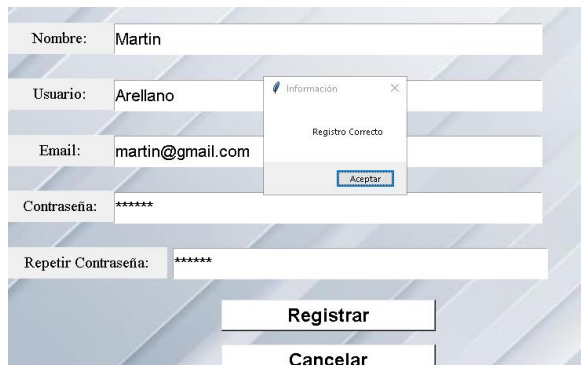 Nombre: Martin
Usuario: Arellano
Información
Registro Correcto
Aceptar
Email: martin@gmail.com
Contraseña: ******
Repetir Contraseña: ******
Registrar
Cancelar